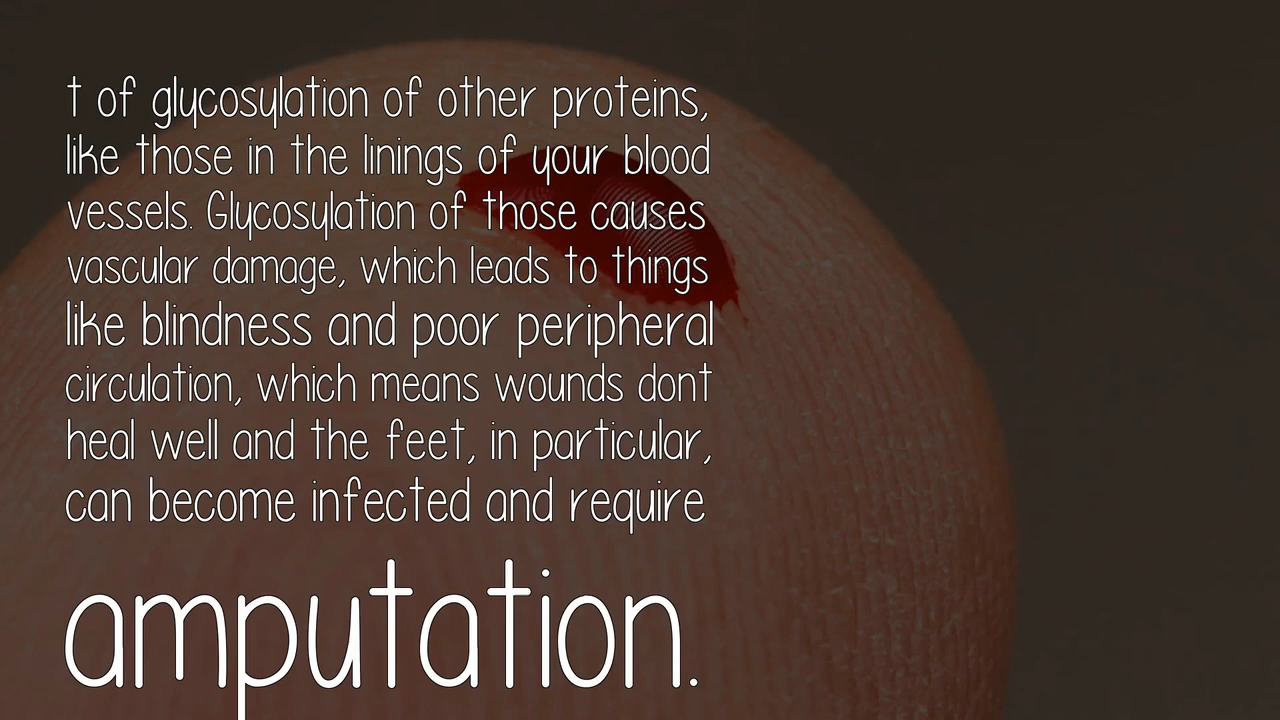 t of glycosylation of other proteins,
like those in the linings of your blood
vessels. Glycosylation of those causes
vascular damage, which leads to things
like blindness and poor peripheral
circulation, which means wounds dont
heal well and the feet, in particular,
can become infected and require
amputation.